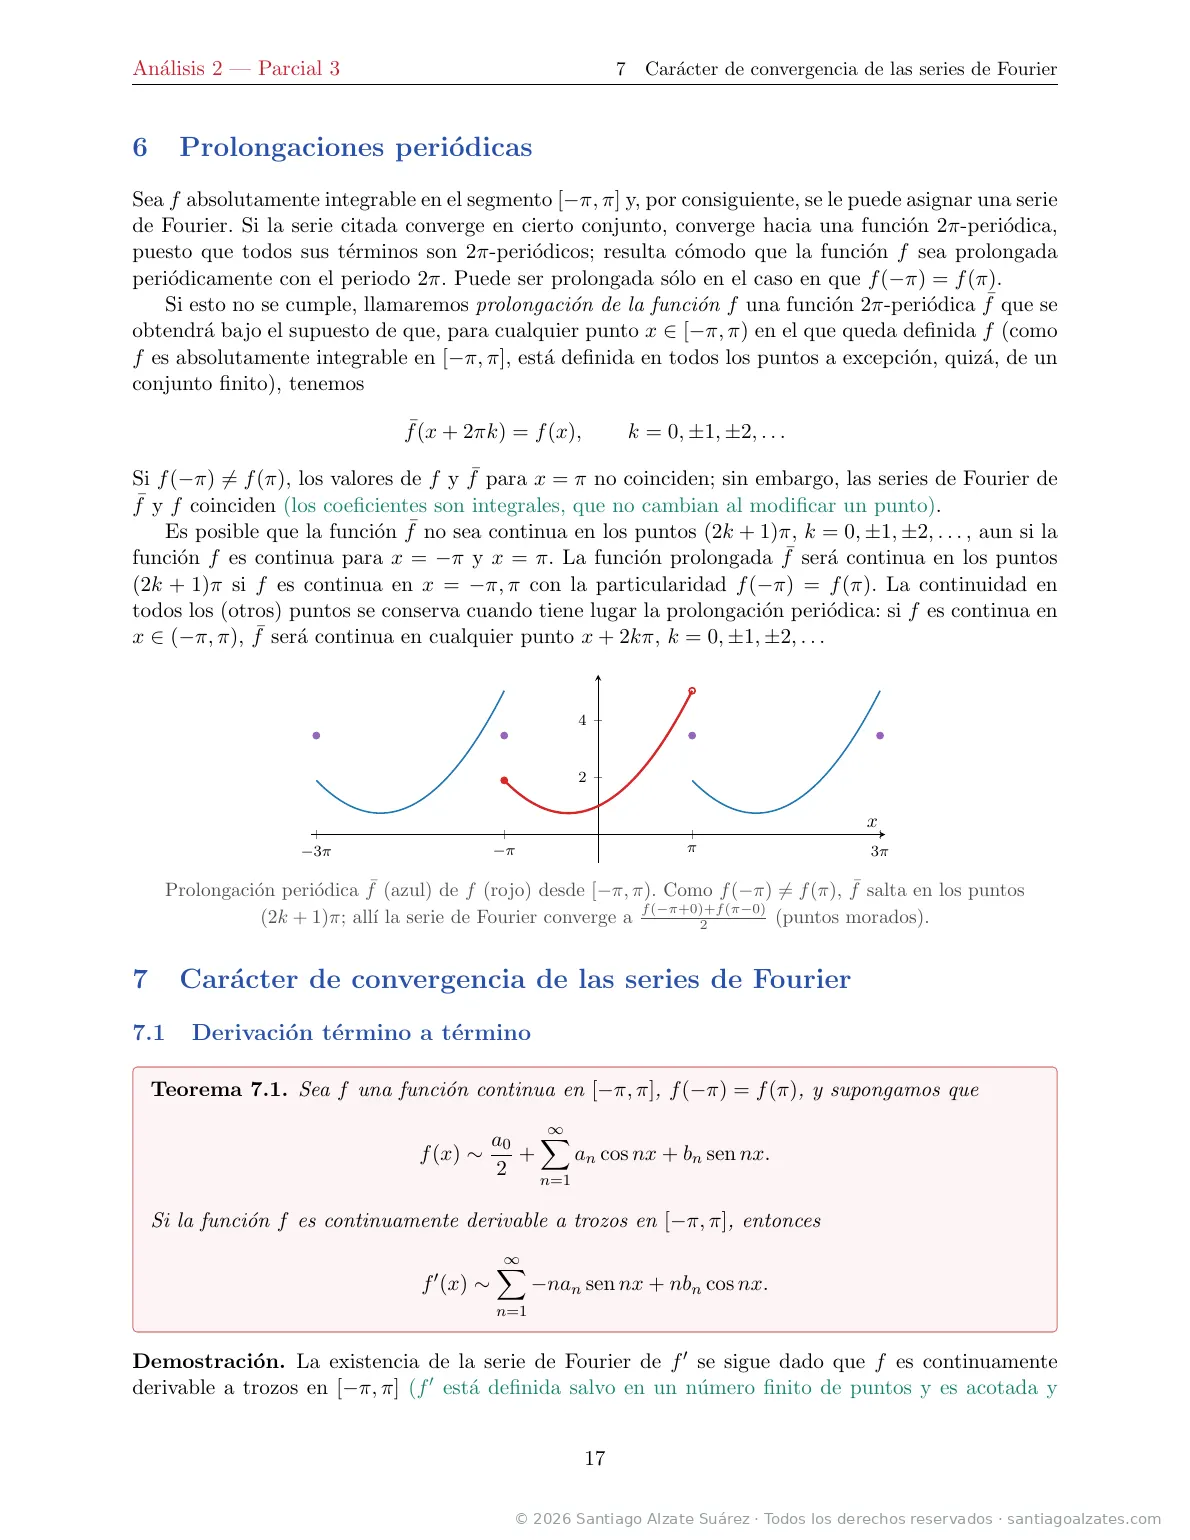 Análisis 2 — Parcial 3
7 Carácter de convergencia de las series de Fourier
6 Prolongaciones periódicas
Sea f absolutamente integrable en el segmento [−π, π] y, por consiguiente, se le puede asignar una serie
de Fourier. Si la serie citada converge en cierto conjunto, converge hacia una función 2π-periódica,
puesto que todos sus términos son 2π-periódicos; resulta cómodo que la función f sea prolongada
periódicamente con el periodo 2π. Puede ser prolongada sólo en el caso en que f(−π) = f(π).
Si esto no se cumple, llamaremos prolongación de la función f una función 2π-periódica f̄ que se
obtendrá bajo el supuesto de que, para cualquier punto x ∈ [−π, π) en el que queda definida f (como
f es absolutamente integrable en [−π, π], está definida en todos los puntos a excepción, quizá, de un
conjunto finito), tenemos
f̄(x + 2πk) = f(x), k = 0, ±1, ±2, . . .
Si f(−π) ≠ f(π), los valores de f y f̄ para x = π no coinciden; sin embargo, las series de Fourier de
f̄ y f coinciden (los coeficientes son integrales, que no cambian al modificar un punto).
Es posible que la función f̄ no sea continua en los puntos (2k + 1)π, k = 0, ±1, ±2, . . . , aun si la
función f es continua para x = −π y x = π. La función prolongada f̄ será continua en los puntos
(2k + 1)π si f es continua en x = −π, π con la particularidad f(−π) = f(π). La continuidad en
todos los (otros) puntos se conserva cuando tiene lugar la prolongación periódica: si f es continua en
x ∈ (−π, π), f̄ será continua en cualquier punto x + 2kπ, k = 0, ±1, ±2, . . .
4
2
x
−3π −π π 3π
Prolongación periódica f̄ (azul) de f (rojo) desde [−π, π). Como f(−π) ≠ f(π), f̄ salta en los puntos
(2k + 1)π; allí la serie de Fourier converge a f(−π+0)+f(π−0)/2 (puntos morados).
7 Carácter de convergencia de las series de Fourier
7.1 Derivación término a término
Teorema 7.1. Sea f una función continua en [−π, π], f(−π) = f(π), y supongamos que
f(x) ∼ a₀/2 + ∑_{n=1}^{∞} aₙ cos nx + bₙ sen nx.
Si la función f es continuamente derivable a trozos en [−π, π], entonces
f′(x) ∼ ∑_{n=1}^{∞} −naₙ sen nx + nbₙ cos nx.
Demostración. La existencia de la serie de Fourier de f′ se sigue dado que f es continuamente
derivable a trozos en [−π, π] (f′ está definida salvo en un número finito de puntos y es acotada y
17
© 2026 Santiago Alzate Suárez · Todos los derechos reservados · santiagoalzates.com